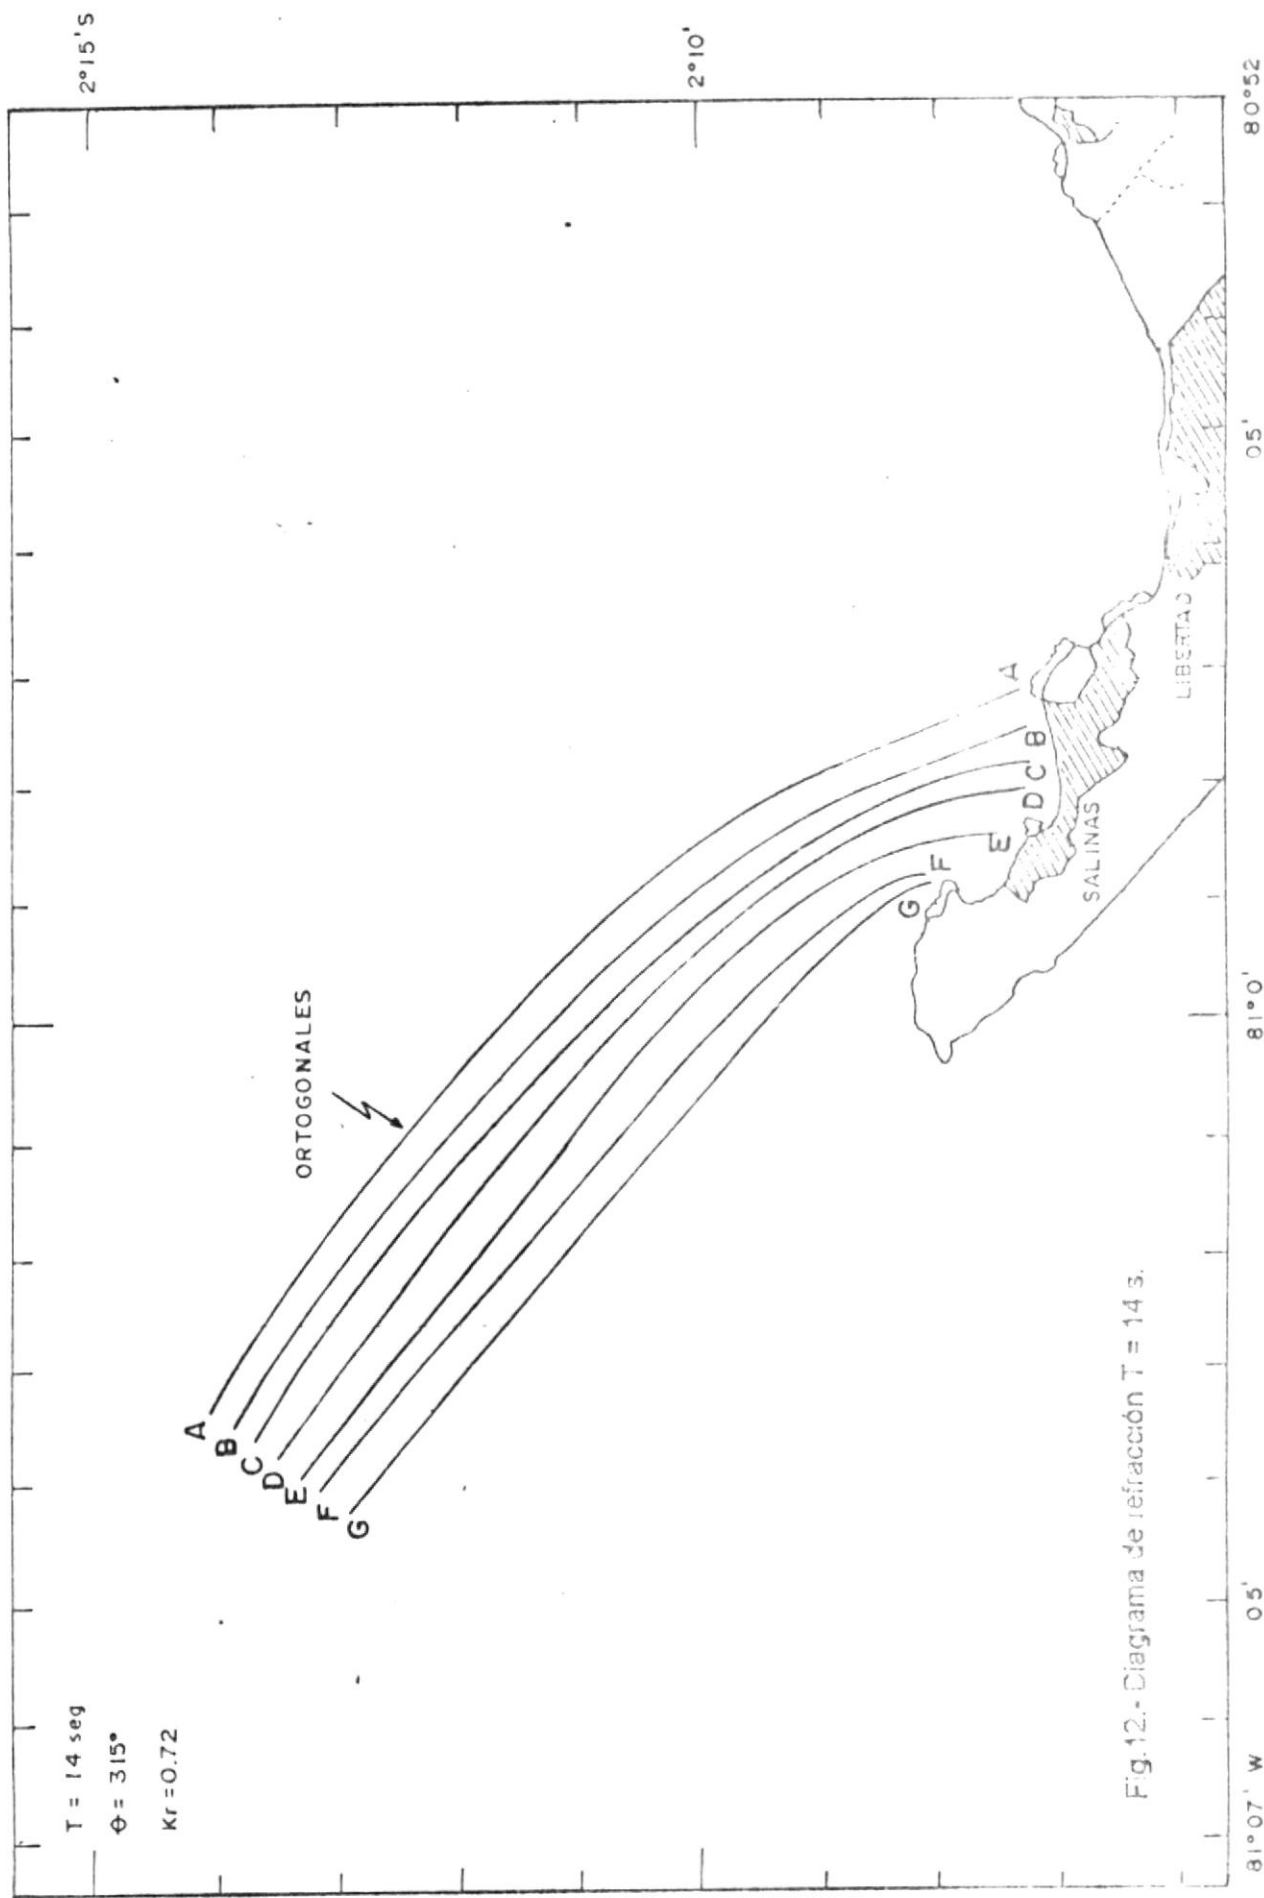 T = 14 seg
Φ = 315°
Kr = 0.72
ORTOGONALES
A
B
C
D
E
F
G
A
B
C
D
E
F
G
SALINAS
LIBERTAD
2°15'S
2°10'
81°07' W
05'
81°0'
05'
80°52
Fig.12.- Diagrama de refracción T = 14 s.